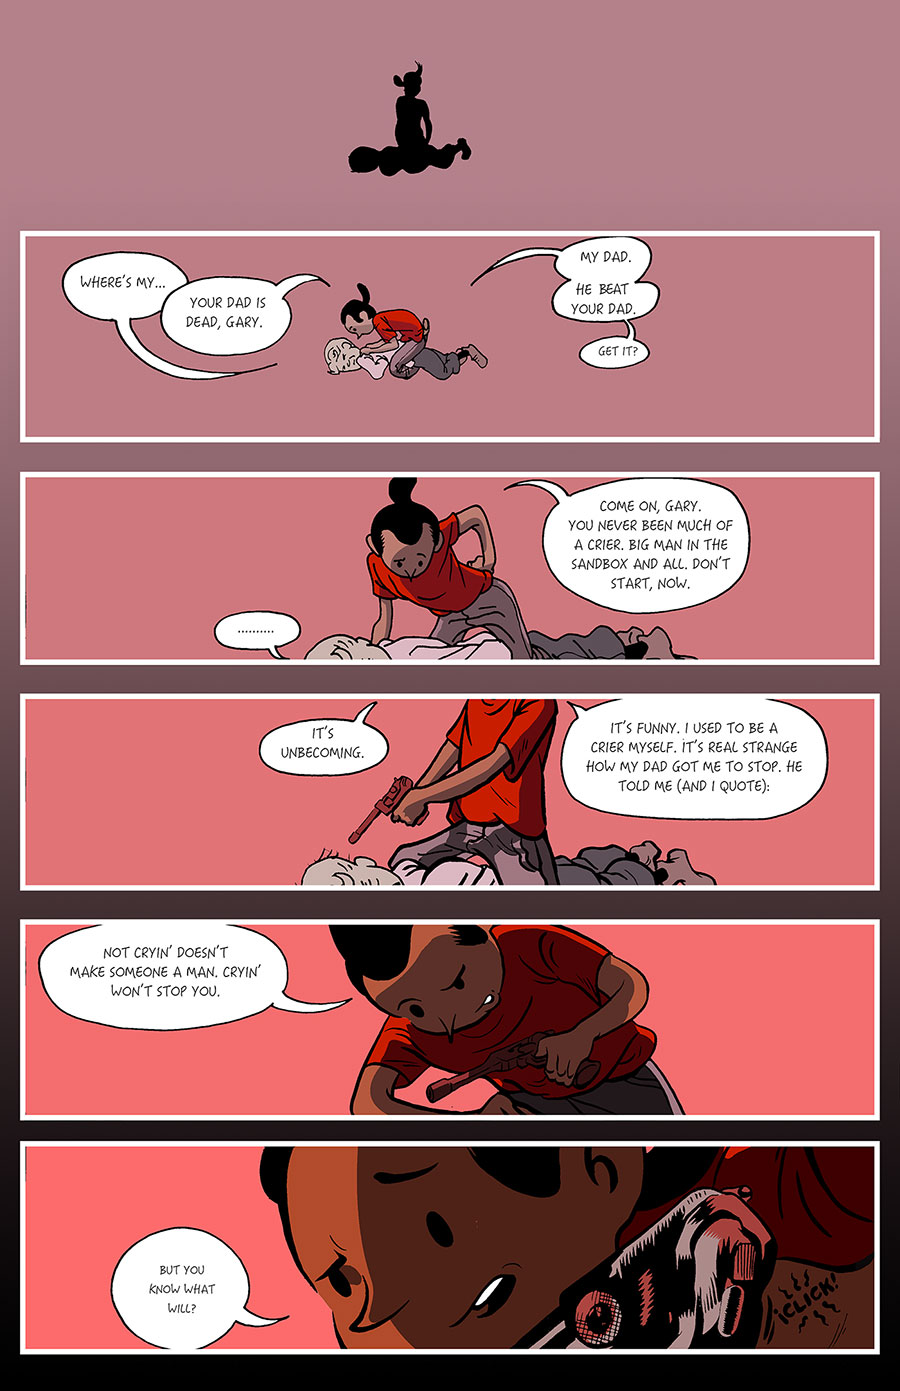 WHERE'S MY...
YOUR DAD IS
DEAD, GARY.
MY DAD.
HE BEAT
YOUR DAD.
GET IT?
COME ON, GARY.
YOU NEVER BEEN MUCH OF
A CRIER. BIG MAN IN THE
SANDBOX AND ALL. DON'T
START, NOW.
..........
IT'S
UNBECOMING.
IT'S FUNNY. I USED TO BE A
CRIER MYSELF. IT'S REAL STRANGE
HOW MY DAD GOT ME TO STOP. HE
TOLD ME (AND I QUOTE):
NOT CRYIN' DOESN'T
MAKE SOMEONE A MAN. CRYIN'
WON'T STOP YOU.
BUT YOU
KNOW WHAT
WILL?
¡CLICK!